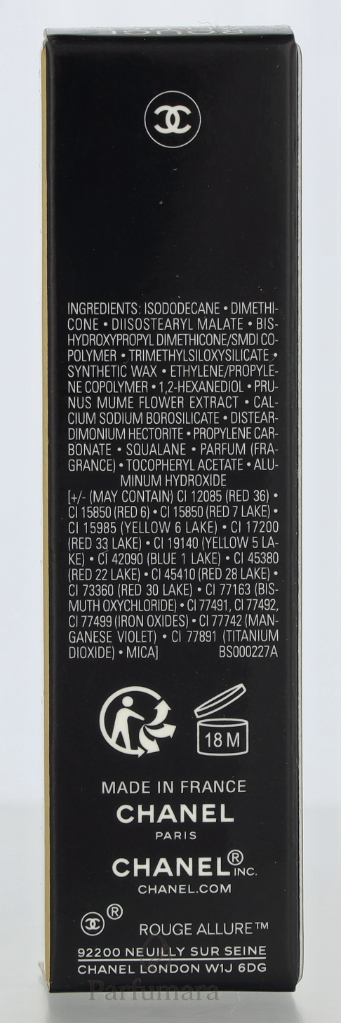 INGREDIENTS: ISODODECANE • DIMETHI-
CONE • DIISOSTEARYL MALATE • BIS-
HYDROXYPROPYL DIMETHICONE/SMDI CO-
POLYMER • TRIMETHYLSILOXYSILICATE •
SYNTHETIC WAX • ETHYLENE/PROPYLE-
NE COPOLYMER • 1,2-HEXANEDIOL • PRU-
NUS MUME FLOWER EXTRACT • CAL-
CIUM SODIUM BOROSILICATE • DISTEAR-
DIMONIUM HECTORITE • PROPYLENE CAR-
BONATE • SQUALANE • PARFUM (FRA-
GRANCE) • TOCOPHERYL ACETATE • ALU-
MINUM HYDROXIDE
[+/- (MAY CONTAIN) CI 12085 (RED 36) •
CI 15850 (RED 6) • CI 15850 (RED 7 LAKE) •
CI 15985 (YELLOW 6 LAKE) • CI 17200
(RED 33 LAKE) • CI 19140 (YELLOW 5 LA-
KE) • CI 42090 (BLUE 1 LAKE) • CI 45380
(RED 22 LAKE) • CI 45410 (RED 28 LAKE) •
CI 73360 (RED 30 LAKE) • CI 77163 (BIS-
MUTH OXYCHLORIDE) • CI 77491, CI 77492,
CI 77499 (IRON OXIDES) • CI 77742 (MAN-
GANESE VIOLET) • CI 77891 (TITANIUM
DIOXIDE) • MICA] BS000227A
18 M
MADE IN FRANCE
CHANEL
PARIS
CHANEL® INC.
CHANEL.COM
® ROUGE ALLURE™
92200 NEUILLY SUR SEINE
CHANEL LONDON W1J 6DG
Parfumara